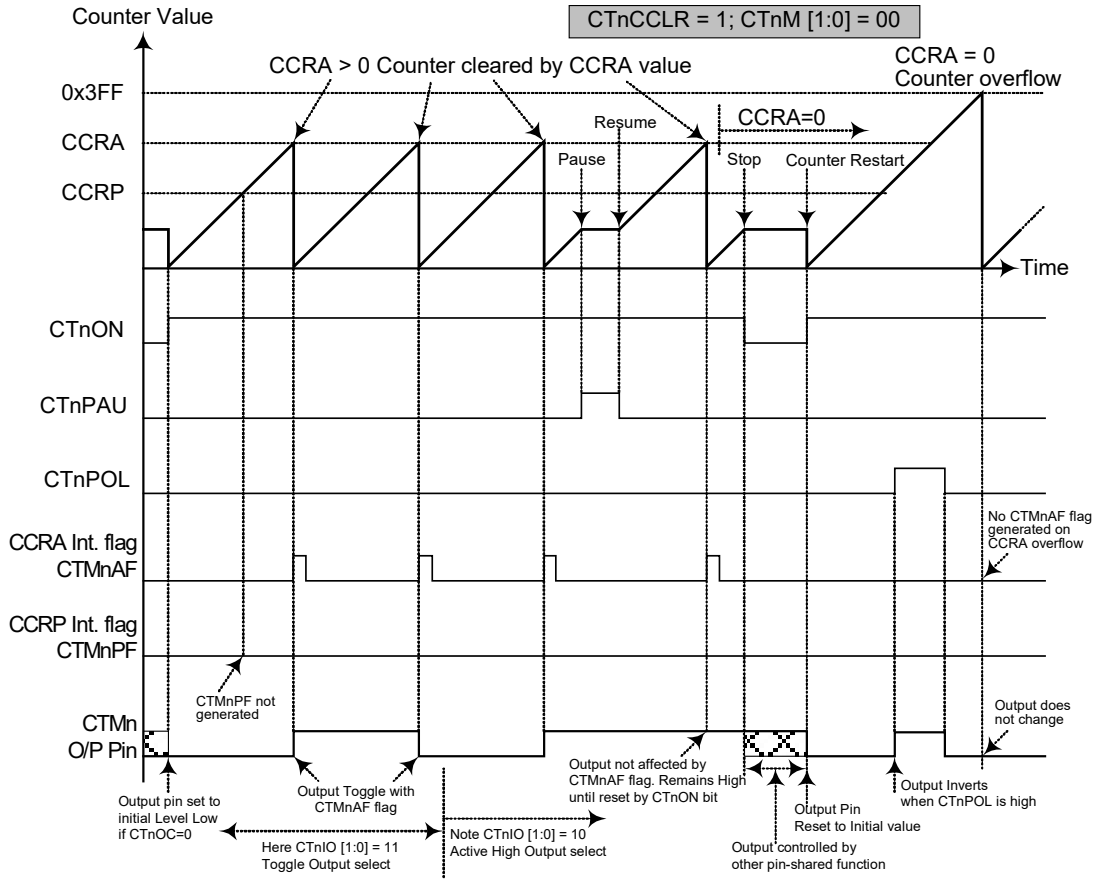 Counter Value
CTnCCLR = 1; CTnM [1:0] = 00
CCRA > 0 Counter cleared by CCRA value
CCRA = 0
Counter overflow
0x3FF
CCRA=0
Resume
CCRA
Pause
Stop
Counter Restart
CCRP
Time
CTnON
CTnPAU
CTnPOL
No CTMnAF flag
generated on
CCRA overflow
CCRA Int. flag
CTMnAF
CCRP Int. flag
CTMnPF
CTMnPF not
generated
Output does
not change
CTMn
O/P Pin
Output pin set to
initial Level Low
if CTnOC=0
Output Toggle with
CTMnAF flag
Output not affected by
CTMnAF flag. Remains High
until reset by CTnON bit
Output Inverts
when CTnPOL is high
Output Pin
Reset to Initial value
Here CTnIO [1:0] = 11
Toggle Output select
Note CTnIO [1:0] = 10
Active High Output select
Output controlled by
other pin-shared function